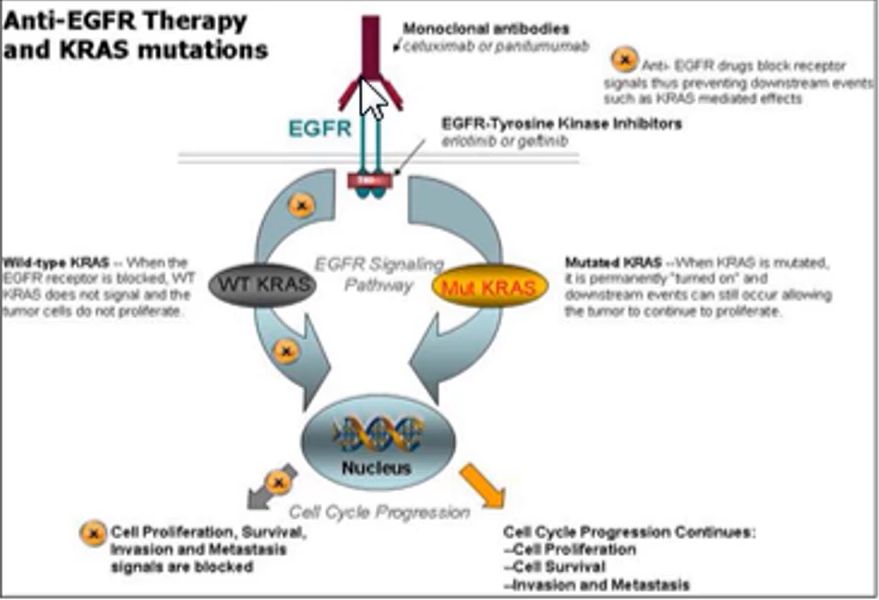 Anti-EGFR Therapy
and KRAS mutations
Monoclonal antibodies
cetuximab or panitumumab
x
Anti- EGFR drugs block receptor
signals thus preventing downstream events
such as KRAS mediated effects
EGFR
EGFR-Tyrosine Kinase Inhibitors
erlotinib or geftinib
x
Wild-type KRAS -- When the
EGFR receptor is blocked, WT
KRAS does not signal and the
tumor cells do not proliferate.
WT KRAS
EGFR Signaling
Pathway
Mut KRAS
Mutated KRAS --When KRAS is mutated,
it is permanently "turned on" and
downstream events can still occur allowing
the tumor to continue to proliferate.
x
Nucleus
x
Cell Cycle Progression
x
Cell Proliferation, Survival,
Invasion and Metastasis
signals are blocked
Cell Cycle Progression Continues:
--Cell Proliferation
--Cell Survival
--Invasion and Metastasis